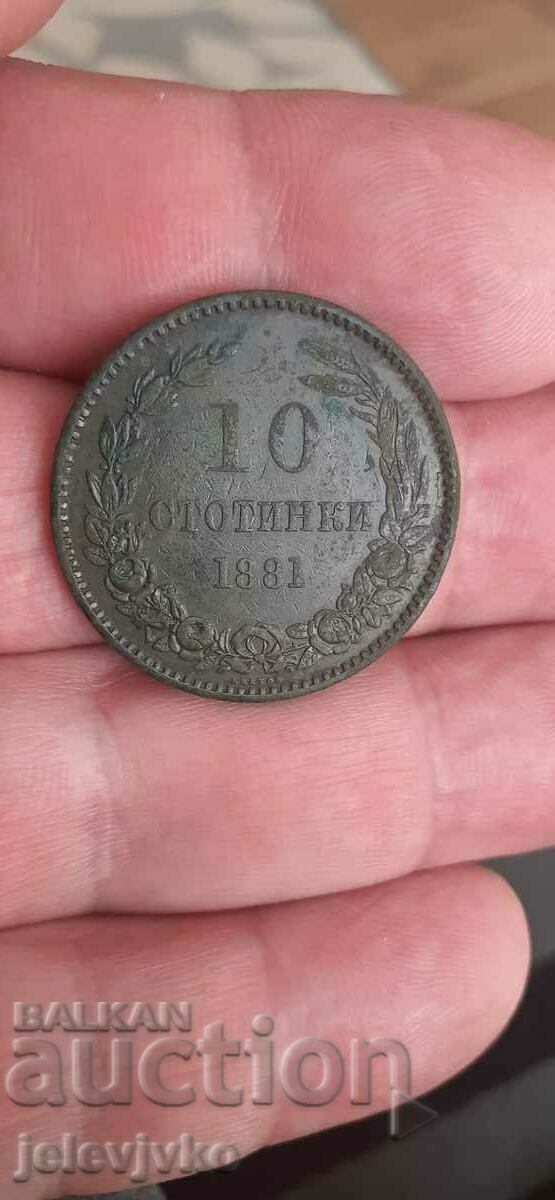 10
СТОТИНКИ
1881
BALKAN
auction
jelevjvko